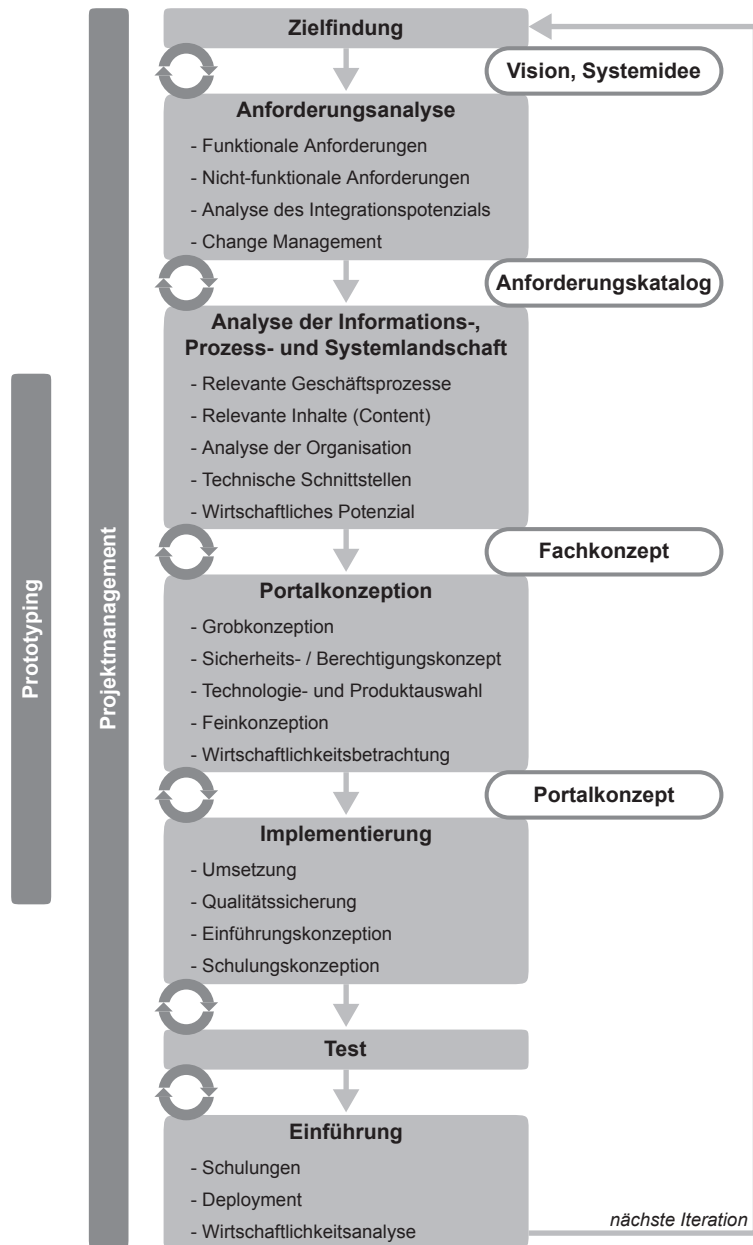 Zielfindung
Vision, Systemidee
Anforderungsanalyse
- Funktionale Anforderungen
- Nicht-funktionale Anforderungen
- Analyse des Integrationspotenzials
- Change Management
Anforderungskatalog
Analyse der Informations-,
Prozess- und Systemlandschaft
- Relevante Geschäftsprozesse
- Relevante Inhalte (Content)
- Analyse der Organisation
- Technische Schnittstellen
- Wirtschaftliches Potenzial
Fachkonzept
Portalkonzeption
- Grobkonzeption
- Sicherheits- / Berechtigungskonzept
- Technologie- und Produktauswahl
- Feinkonzeption
- Wirtschaftlichkeitsbetrachtung
Portalkonzept
Implementierung
- Umsetzung
- Qualitätssicherung
- Einführungskonzeption
- Schulungskonzeption
Test
Einführung
- Schulungen
- Deployment
- Wirtschaftlichkeitsanalyse
nächste Iteration
Prototyping
Projektmanagement